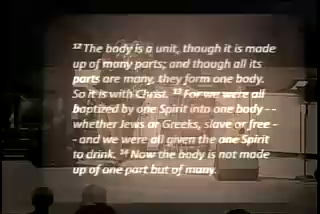 ¹² The body is a unit, though it is made
up of many parts; and though all its
parts are many, they form one body.
So it is with Christ. ¹³ For we were all
baptized by one Spirit into one body --
whether Jews or Greeks, slave or free -
- and we were all given the one Spirit
to drink. ¹⁴ Now the body is not made
up of one part but of many.